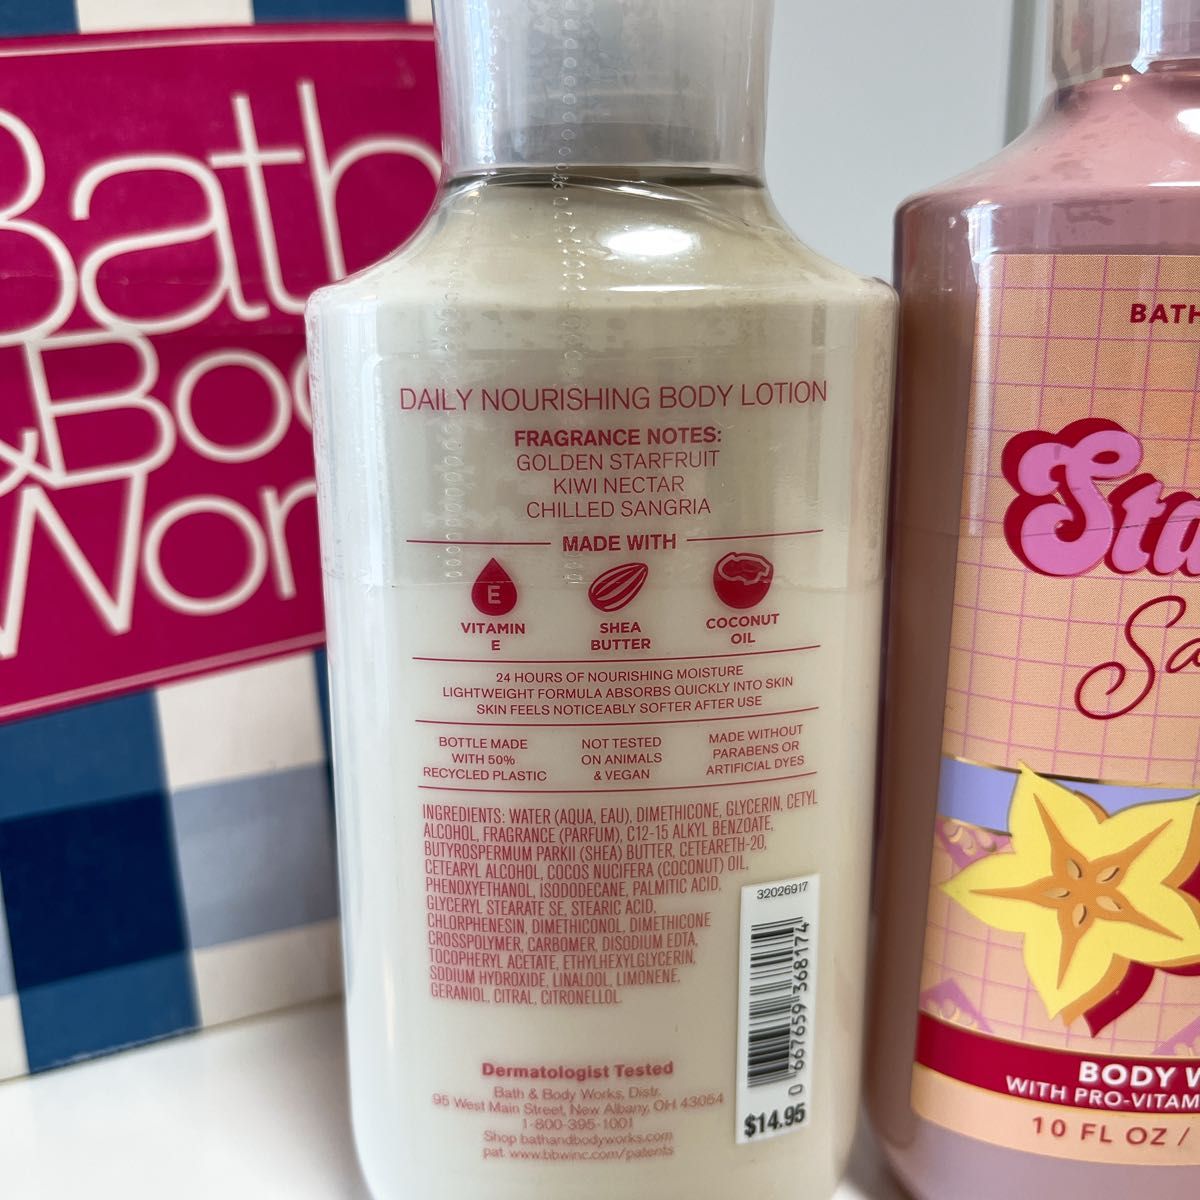 Bath
& Bo
Wor
DAILY NOURISHING BODY LOTION
FRAGRANCE NOTES:
GOLDEN STARFRUIT
KIWI NECTAR
CHILLED SANGRIA
MADE WITH
E
VITAMIN
E
SHEA
BUTTER
COCONUT
OIL
24 HOURS OF NOURISHING MOISTURE
LIGHTWEIGHT FORMULA ABSORBS QUICKLY INTO SKIN
SKIN FEELS NOTICEABLY SOFTER AFTER USE
BOTTLE MADE
WITH 50%
RECYCLED PLASTIC
NOT TESTED
ON ANIMALS
& VEGAN
MADE WITHOUT
PARABENS OR
ARTIFICIAL DYES
INGREDIENTS: WATER (AQUA, EAU), DIMETHICONE, GLYCERIN, CETYL
ALCOHOL, FRAGRANCE (PARFUM), C12-15 ALKYL BENZOATE,
BUTYROSPERMUM PARKII (SHEA) BUTTER, CETEARETH-20,
CETEARYL ALCOHOL, COCOS NUCIFERA (COCONUT) OIL,
PHENOXYETHANOL, ISODODECANE, PALMITIC ACID,
GLYCERYL STEARATE SE, STEARIC ACID,
CHLORPHENESIN, DIMETHICONOL, DIMETHICONE
CROSSPOLYMER, CARBOMER, DISODIUM EDTA,
TOCOPHERYL ACETATE, ETHYLHEXYLGLYCERIN,
SODIUM HYDROXIDE, LINALOOL, LIMONENE,
GERANIOL, CITRAL, CITRONELLOL.
32026917
0 667659 368174
$14.95
Dermatologist Tested
Bath & Body Works, Distr.
95 West Main Street, New Albany, OH 43054
1-800-395-1001
Shop bathandbodyworks.com
pat. www.bbwinc.com/patents
BATH
Sta
Sa
BODY W
WITH PRO-VITAM
10 FL OZ /